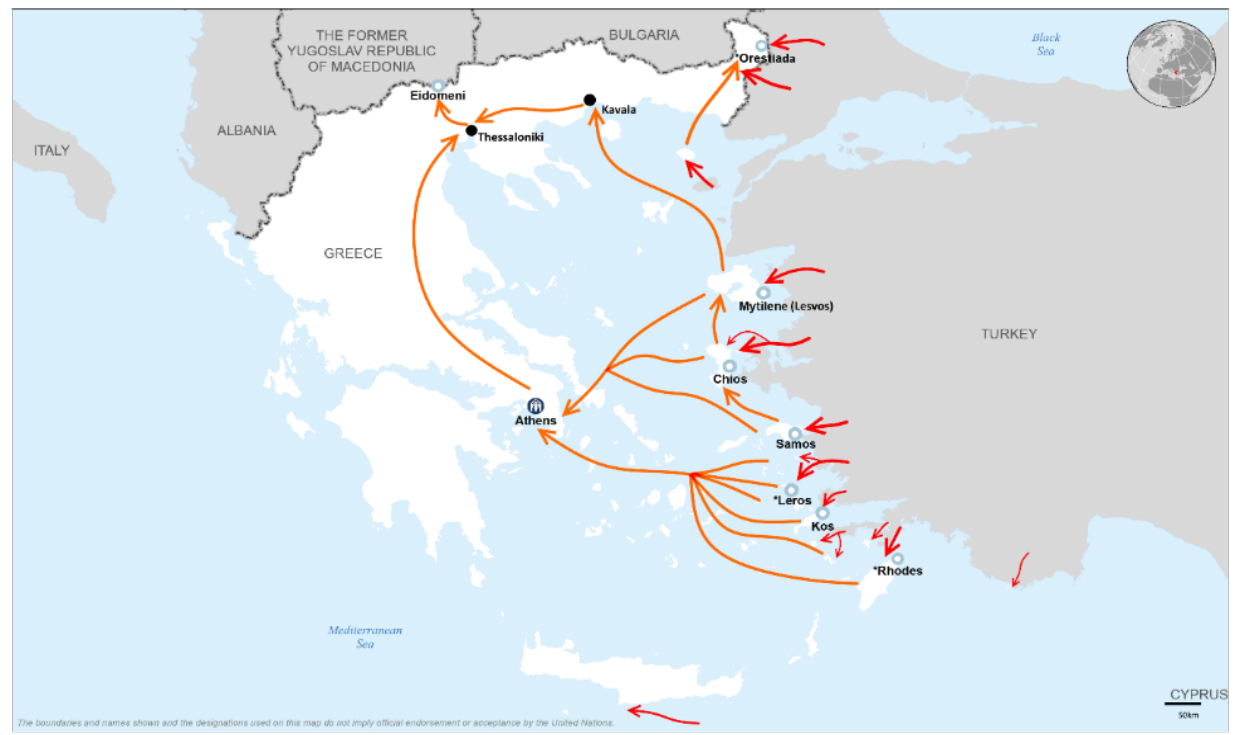 THE FORMER
YUGOSLAV REPUBLIC
OF MACEDONIA
BULGARIA
Black
Sea
*Orestiada
Eidomeni
Kavala
ALBANIA
Thessaloniki
ITALY
GREECE
Mytilene (Lesvos)
TURKEY
Chios
Athens
Samos
*Leros
Kos
*Rhodes
Mediterranean
Sea
CYPRUS
50km
The boundaries and names shown and the designations used on this map do not imply official endorsement or acceptance by the United Nations.